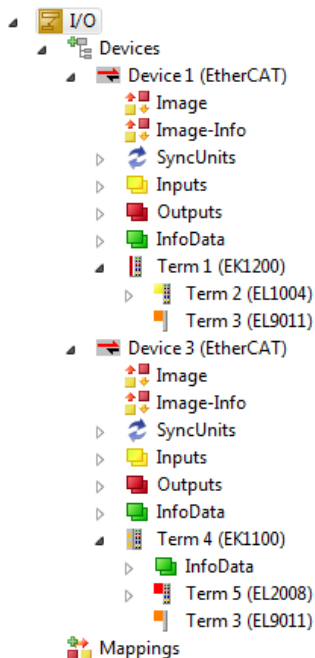 I/O
Devices
Device 1 (EtherCAT)
Image
Image-Info
SyncUnits
Inputs
Outputs
InfoData
Term 1 (EK1200)
Term 2 (EL1004)
Term 3 (EL9011)
Device 3 (EtherCAT)
Image
Image-Info
SyncUnits
Inputs
Outputs
InfoData
Term 4 (EK1100)
InfoData
Term 5 (EL2008)
Term 3 (EL9011)
Mappings